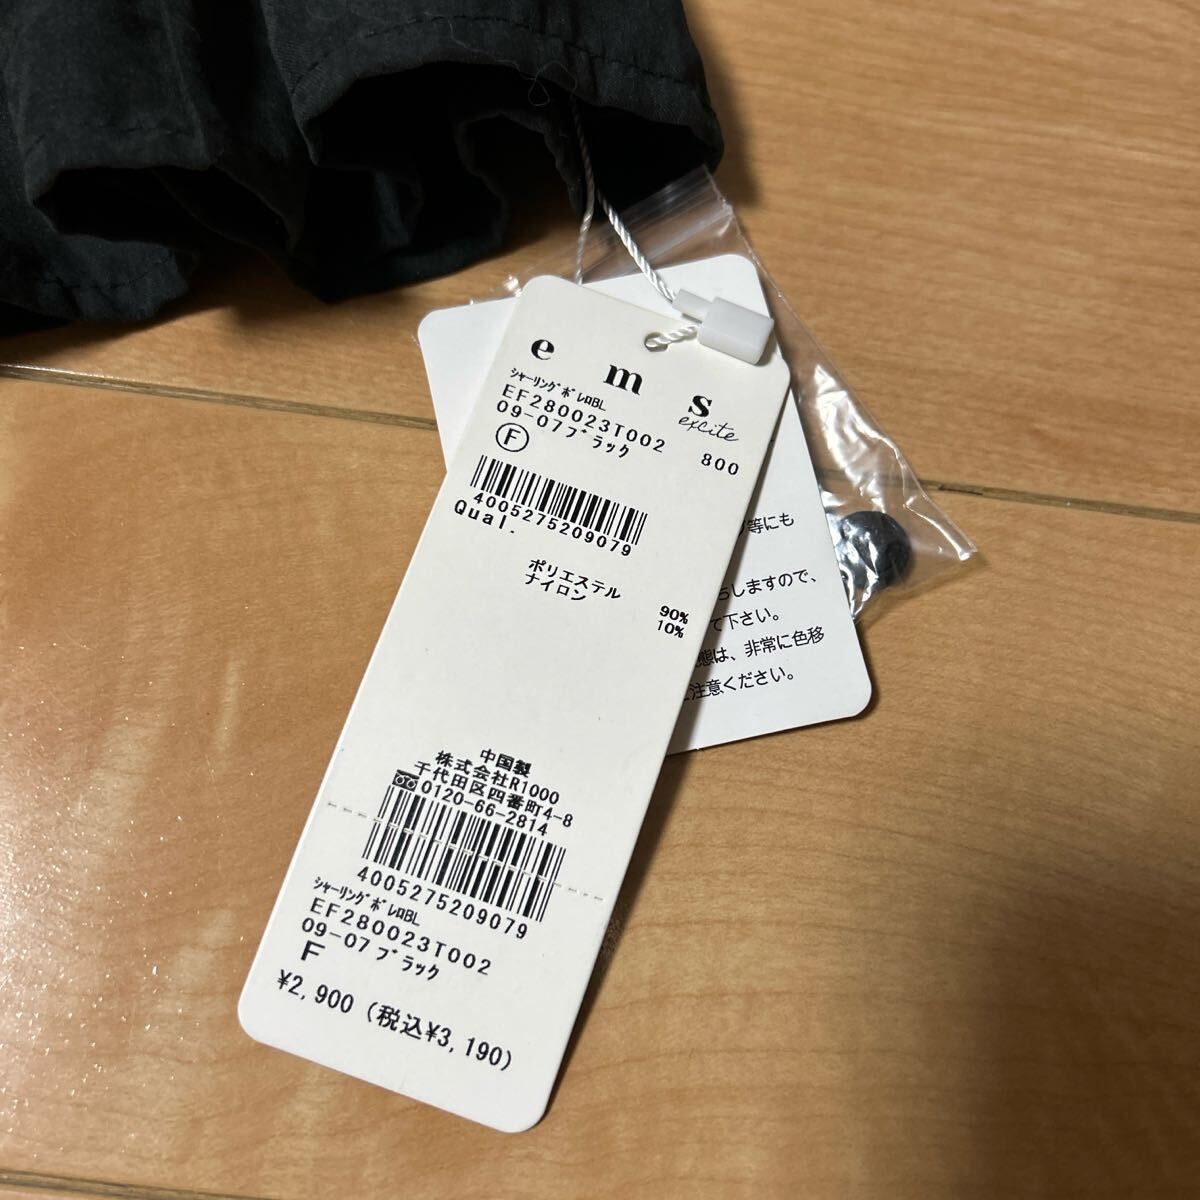 e m s
excite
ｼｬｰﾘﾝｸﾞﾎﾞﾚﾛBL
EF280023T002
09-07ﾌﾞﾗｯｸ 800
F
4005275209079
Qual.
ポリエステル 90%
ナイロン 10%
中国製
株式会社R1000
千代田区四番町4-8
0120-66-2814
4005275209079
ｼｬｰﾘﾝｸﾞﾎﾞﾚﾛBL
EF280023T002
09-07 ﾌﾞﾗｯｸ
F
¥2,900 (税込¥3,190)
等にも
しますので、
て下さい。
態は、非常に色移
注意ください。